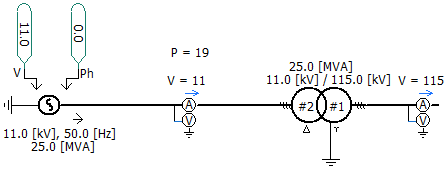 11.0
0.0
V
Ph
P = 19
V = 11
25.0 [MVA]
11.0 [kV] / 115.0 [kV]
V = 115
A
V
#2
#1
A
V
11.0 [kV], 50.0 [Hz]
25.0 [MVA]
Δ
Y